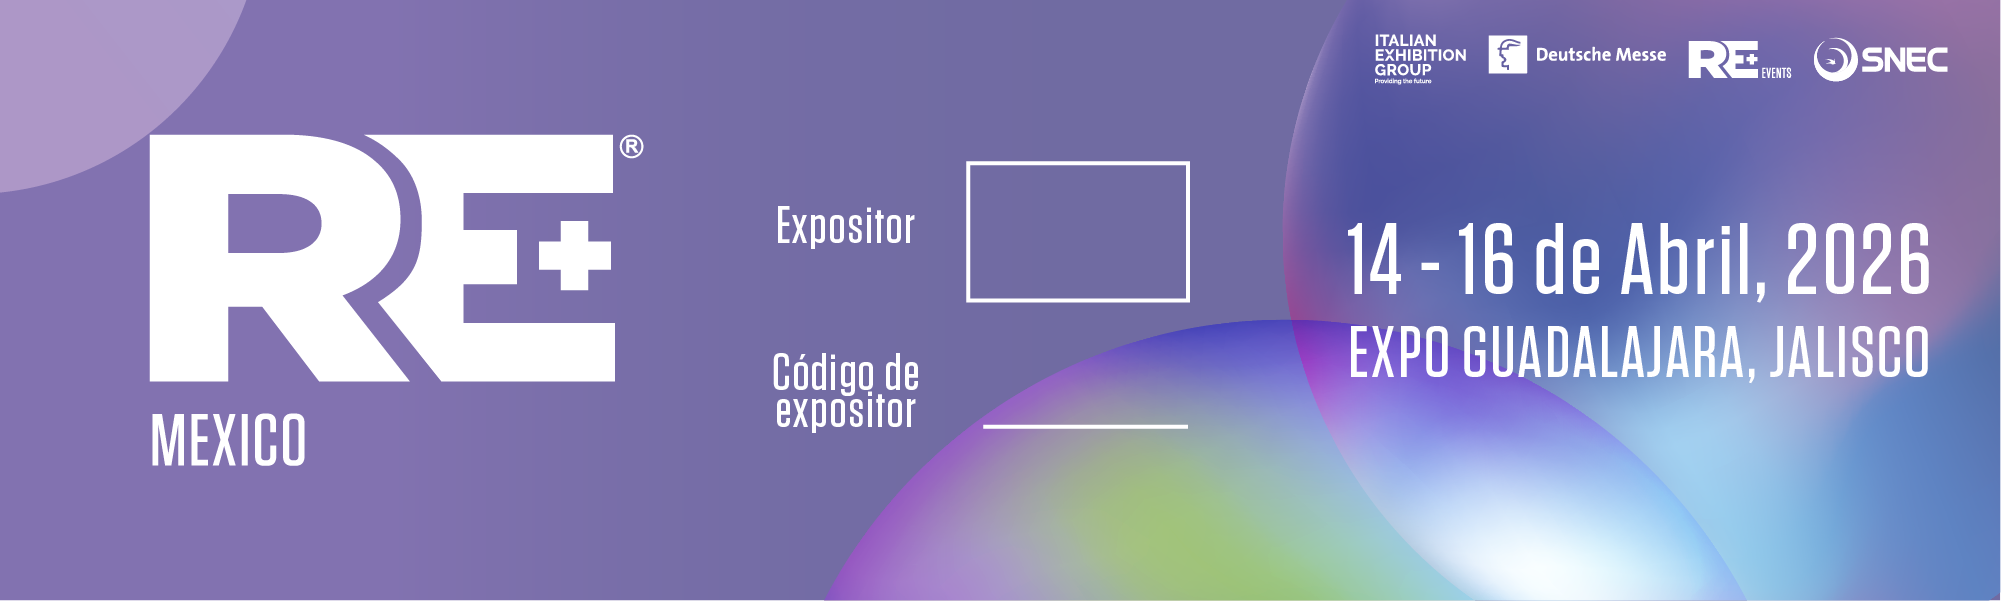 ITALIAN
EXHIBITION
GROUP
Providing the future
Deutsche Messe
RE+ EVENTS
SNEC
RE+®
MEXICO
Expositor
Código de
expositor
14 - 16 de Abril, 2026
EXPO GUADALAJARA, JALISCO